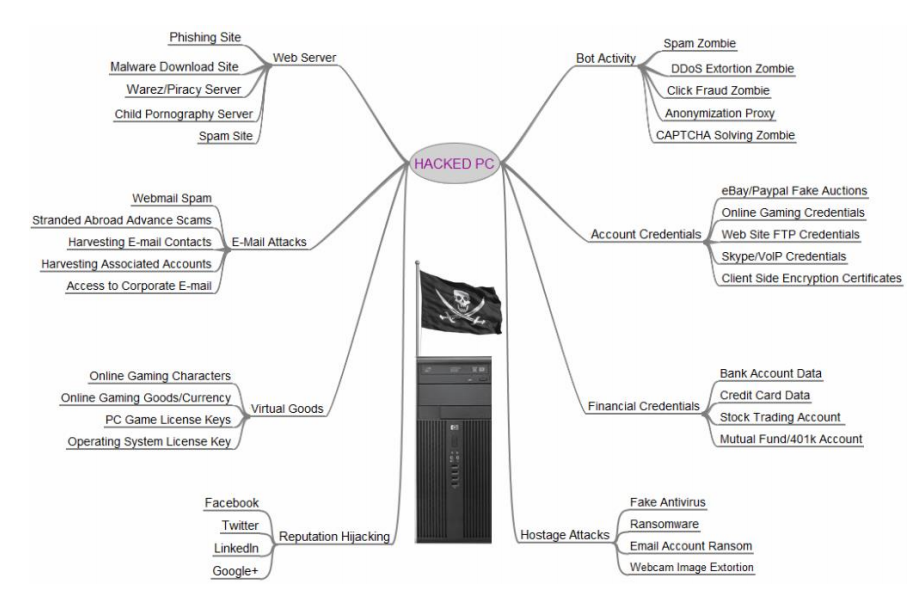 HACKED PC
Web Server
Phishing Site
Malware Download Site
Warez/Piracy Server
Child Pornography Server
Spam Site
E-Mail Attacks
Webmail Spam
Stranded Abroad Advance Scams
Harvesting E-mail Contacts
Harvesting Associated Accounts
Access to Corporate E-mail
Virtual Goods
Online Gaming Characters
Online Gaming Goods/Currency
PC Game License Keys
Operating System License Key
Reputation Hijacking
Facebook
Twitter
LinkedIn
Google+
Bot Activity
Spam Zombie
DDoS Extortion Zombie
Click Fraud Zombie
Anonymization Proxy
CAPTCHA Solving Zombie
Account Credentials
eBay/Paypal Fake Auctions
Online Gaming Credentials
Web Site FTP Credentials
Skype/VoIP Credentials
Client Side Encryption Certificates
Financial Credentials
Bank Account Data
Credit Card Data
Stock Trading Account
Mutual Fund/401k Account
Hostage Attacks
Fake Antivirus
Ransomware
Email Account Ransom
Webcam Image Extortion
hp